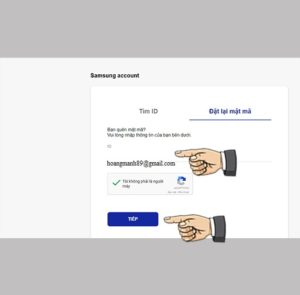 Samsung account
Tìm ID
Đặt lại mật mã
Bạn quên mật mã?
Vui lòng nhập thông tin của bạn bên dưới.
ID
hoangmanh89@gmail.com
Tôi không phải là người
máy
reCAPTCHA
TIẾP